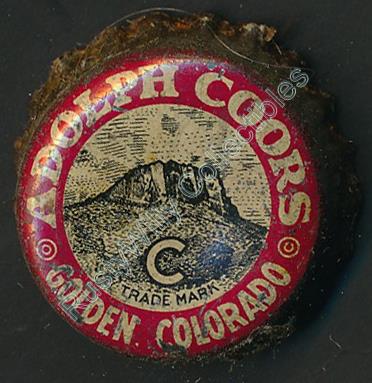 ADOLPH COORS
C
TRADE MARK
© GOLDEN COLORADO ©